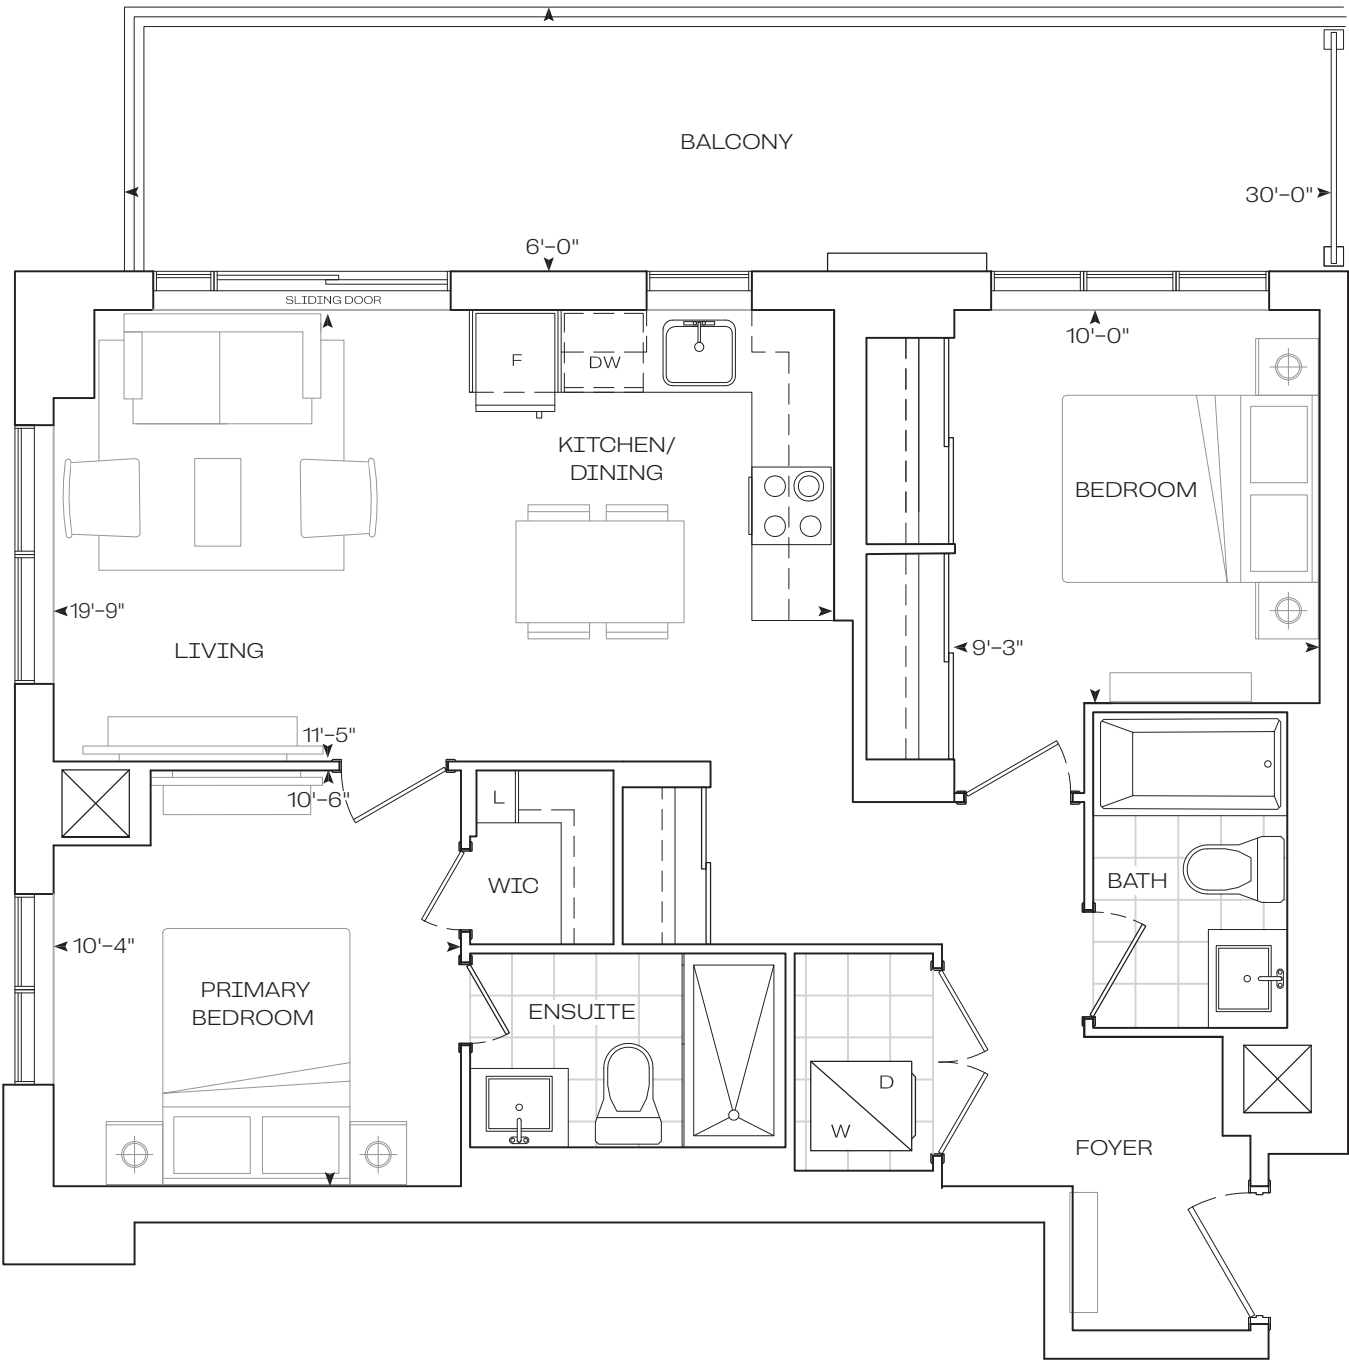 BALCONY
30'-0"
6'-0"
SLIDING DOOR
10'-0"
F
DW
KITCHEN/
DINING
BEDROOM
19'-9"
LIVING
9'-3"
11'-5"
10'-6"
L
WIC
BATH
10'-4"
PRIMARY
BEDROOM
ENSUITE
D
W
FOYER